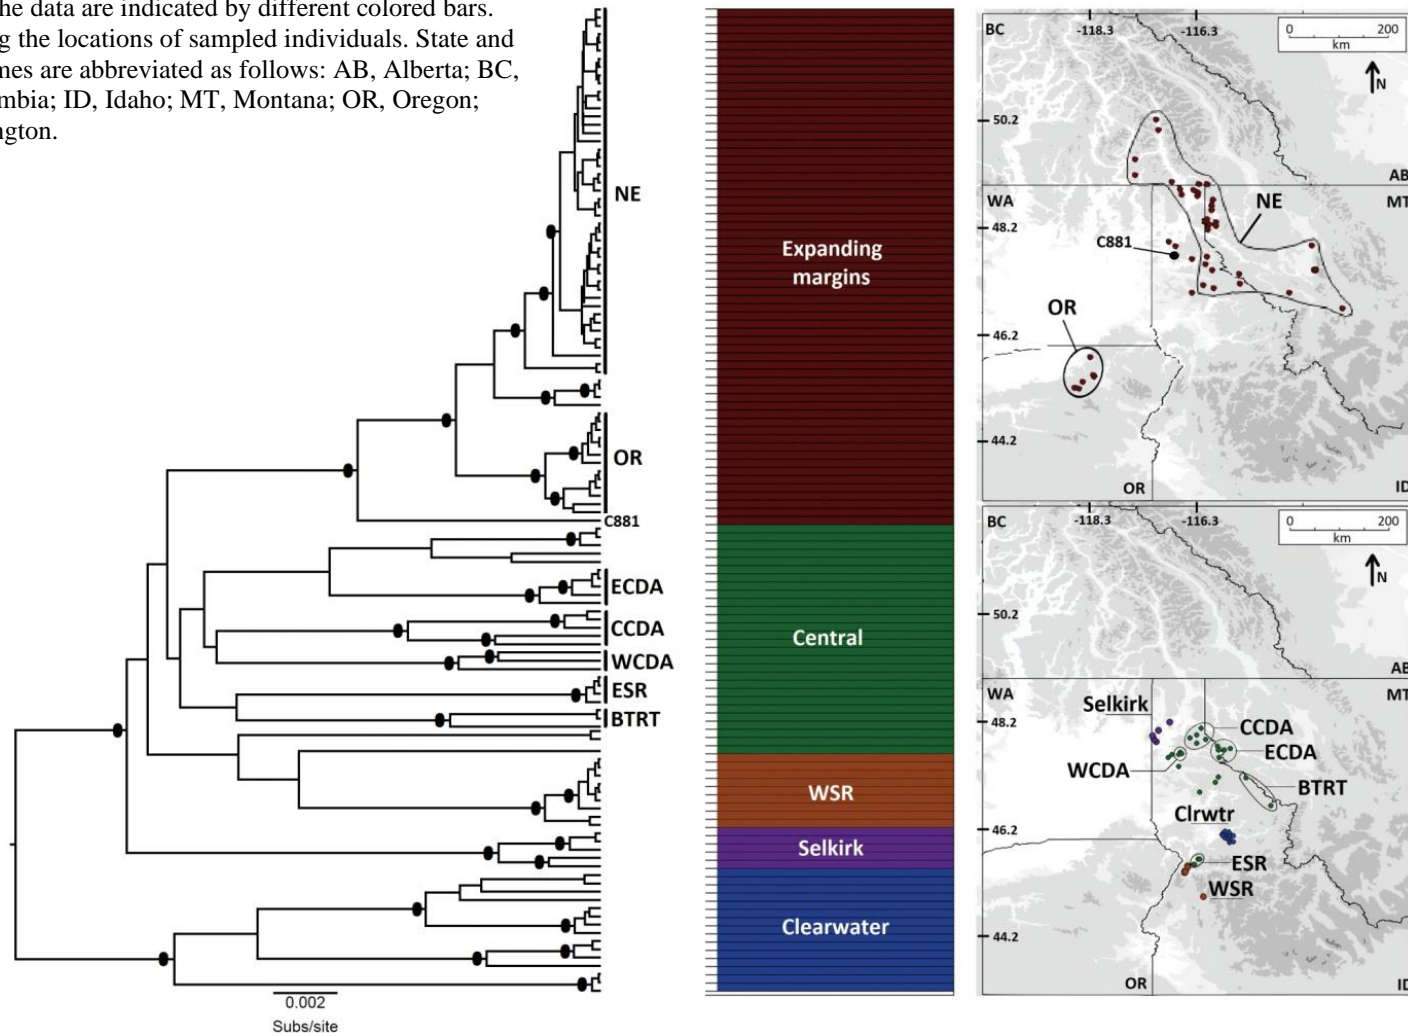 he data are indicated by different colored bars.
g the locations of sampled individuals. State and
mes are abbreviated as follows: AB, Alberta; BC,
mbia; ID, Idaho; MT, Montana; OR, Oregon;
ngton.
NE
OR
C881
ECDA
CCDA
WCDA
ESR
BTRT
0.002
Subs/site
Expanding
margins
Central
WSR
Selkirk
Clearwater
BC
-118.3
-116.3
0 200
km
N
50.2
AB
WA
MT
NE
48.2
C881
OR
46.2
44.2
OR
ID
BC
-118.3
-116.3
0 200
km
N
50.2
AB
WA
MT
Selkirk
48.2
CCDA
ECDA
WCDA
BTRT
Clrwtr
46.2
ESR
WSR
44.2
OR
ID